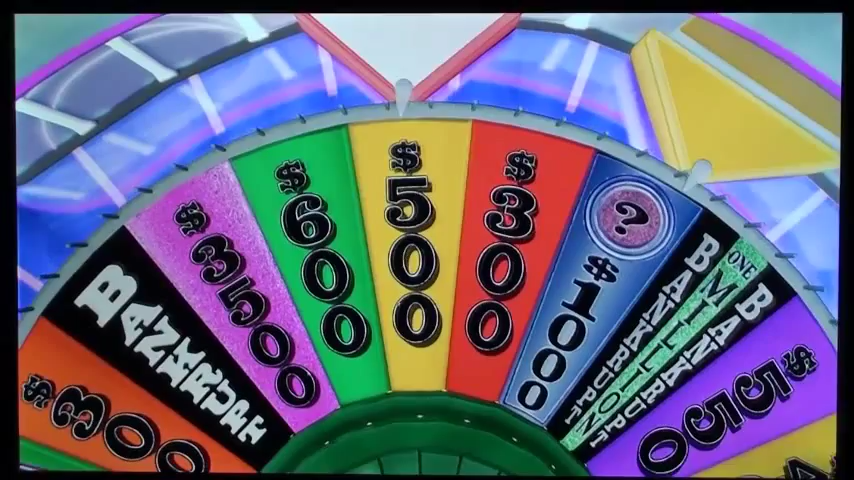 $300
BANKRUPT
$3500
$600
$500
$300
?
$1000
BANKRUPT
ONE MILLION
BANKRUPT
$550